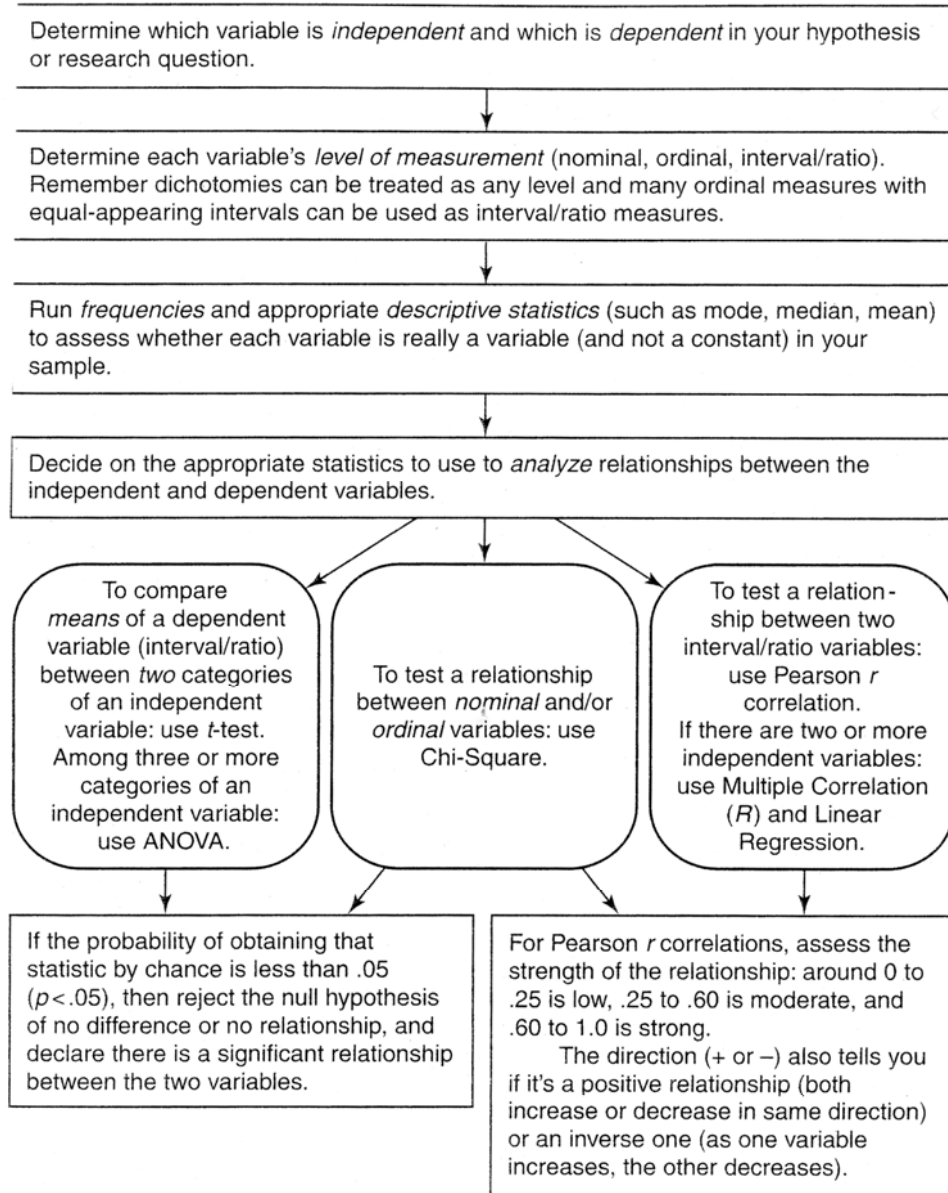 Determine which variable is independent and which is dependent in your hypothesis
or research question.
Determine each variable's level of measurement (nominal, ordinal, interval/ratio).
Remember dichotomies can be treated as any level and many ordinal measures with
equal-appearing intervals can be used as interval/ratio measures.
Run frequencies and appropriate descriptive statistics (such as mode, median, mean)
to assess whether each variable is really a variable (and not a constant) in your
sample.
Decide on the appropriate statistics to use to analyze relationships between the
independent and dependent variables.
To compare
means of a dependent
variable (interval/ratio)
between two categories
of an independent
variable: use t-test.
Among three or more
categories of an
independent variable:
use ANOVA.
To test a relationship
between nominal and/or
ordinal variables: use
Chi-Square.
To test a relation-
ship between two
interval/ratio variables:
use Pearson r
correlation.
If there are two or more
independent variables:
use Multiple Correlation
(R) and Linear
Regression.
If the probability of obtaining that
statistic by chance is less than .05
(p<.05), then reject the null hypothesis
of no difference or no relationship, and
declare there is a significant relationship
between the two variables.
For Pearson r correlations, assess the
strength of the relationship: around 0 to
.25 is low, .25 to .60 is moderate, and
.60 to 1.0 is strong.
The direction (+ or –) also tells you
if it's a positive relationship (both
increase or decrease in same direction)
or an inverse one (as one variable
increases, the other decreases).